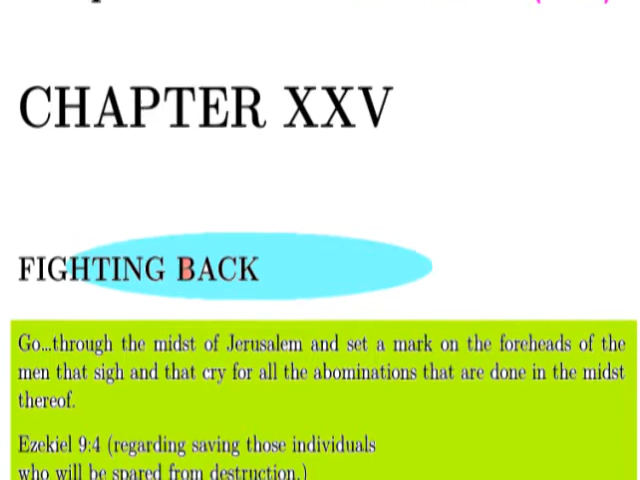 CHAPTER XXV
FIGHTING BACK
Go...through the midst of Jerusalem and set a mark on the foreheads of the
men that sigh and that cry for all the abominations that are done in the midst
thereof.
Ezekiel 9:4 (regarding saving those individuals
who will be spared from destruction.)